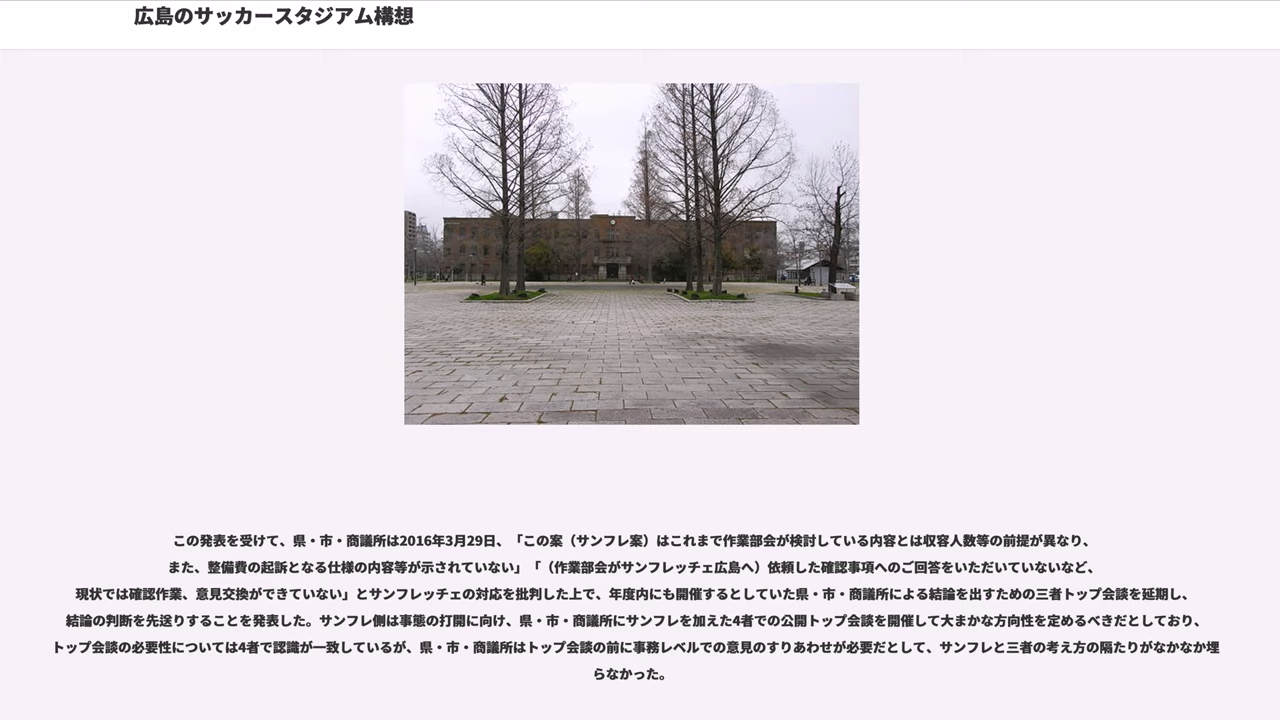 広島のサッカースタジアム構想
この発表を受けて、県・市・商議所は2016年3月29日、「この案（サンフレ案）はこれまで作業部会が検討している内容とは収容人数等の前提が異なり、
また、整備費の起訴となる仕様の内容等が示されていない」「（作業部会がサンフレッチェ広島へ）依頼した確認事項へのご回答をいただいていないなど、
現状では確認作業、意見交換ができていない」とサンフレッチェの対応を批判した上で、年度内にも開催するとしていた県・市・商議所による結論を出すための三者トップ会談を延期し、
結論の判断を先送りすることを発表した。サンフレ側は事態の打開に向け、県・市・商議所にサンフレを加えた4者での公開トップ会談を開催して大まかな方向性を定めるべきだとしており、
トップ会談の必要性については4者で認識が一致しているが、県・市・商議所はトップ会談の前に事務レベルでの意見のすりあわせが必要だとして、サンフレと三者の考え方の隔たりがなかなか埋
らなかった。